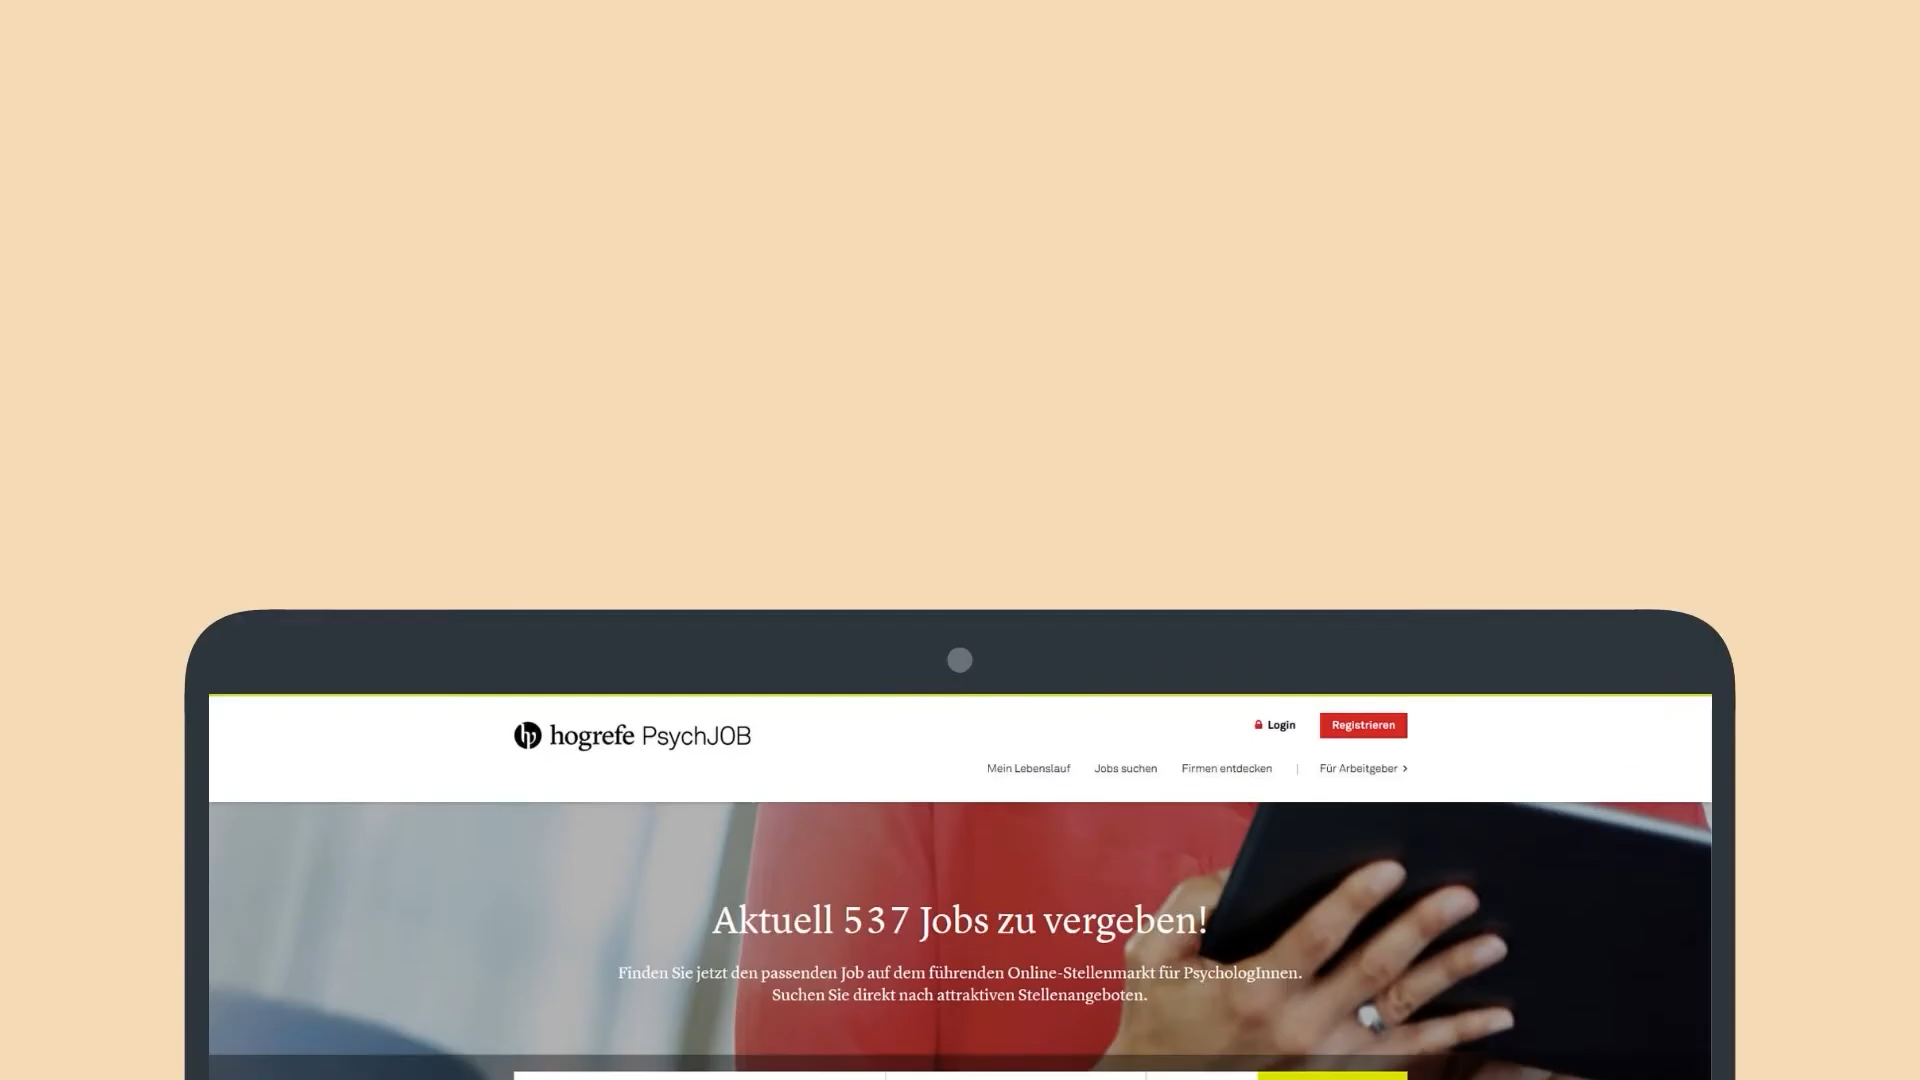 hogrefe PsychJOB
Login
Registrieren
Mein Lebenslauf Jobs suchen Firmen entdecken | Für Arbeitgeber >
Aktuell 537 Jobs zu vergeben!
Finden Sie jetzt den passenden Job auf dem führenden Online-Stellenmarkt für PsychologInnen.
Suchen Sie direkt nach attraktiven Stellenangeboten.